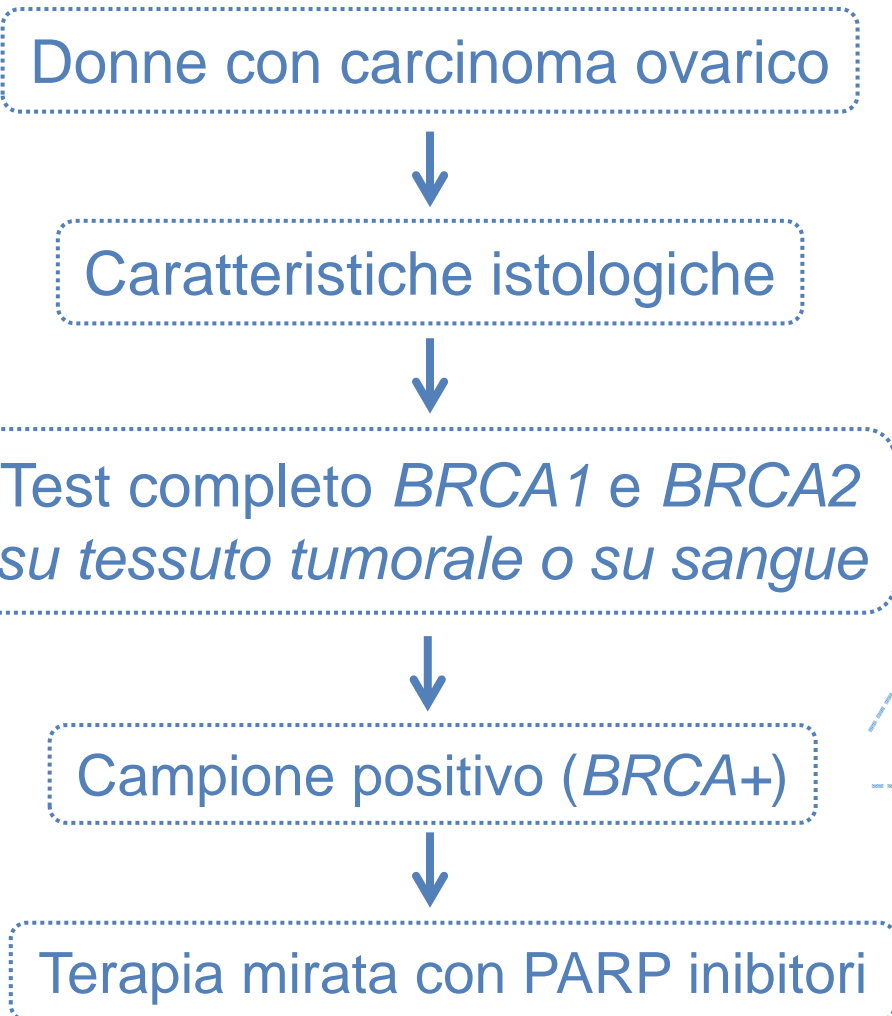 Donne con carcinoma ovarico
Caratteristiche istologiche
Test completo BRCA1 e BRCA2
su tessuto tumorale o su sangue
Campione positivo (BRCA+)
Terapia mirata con PARP inibitori